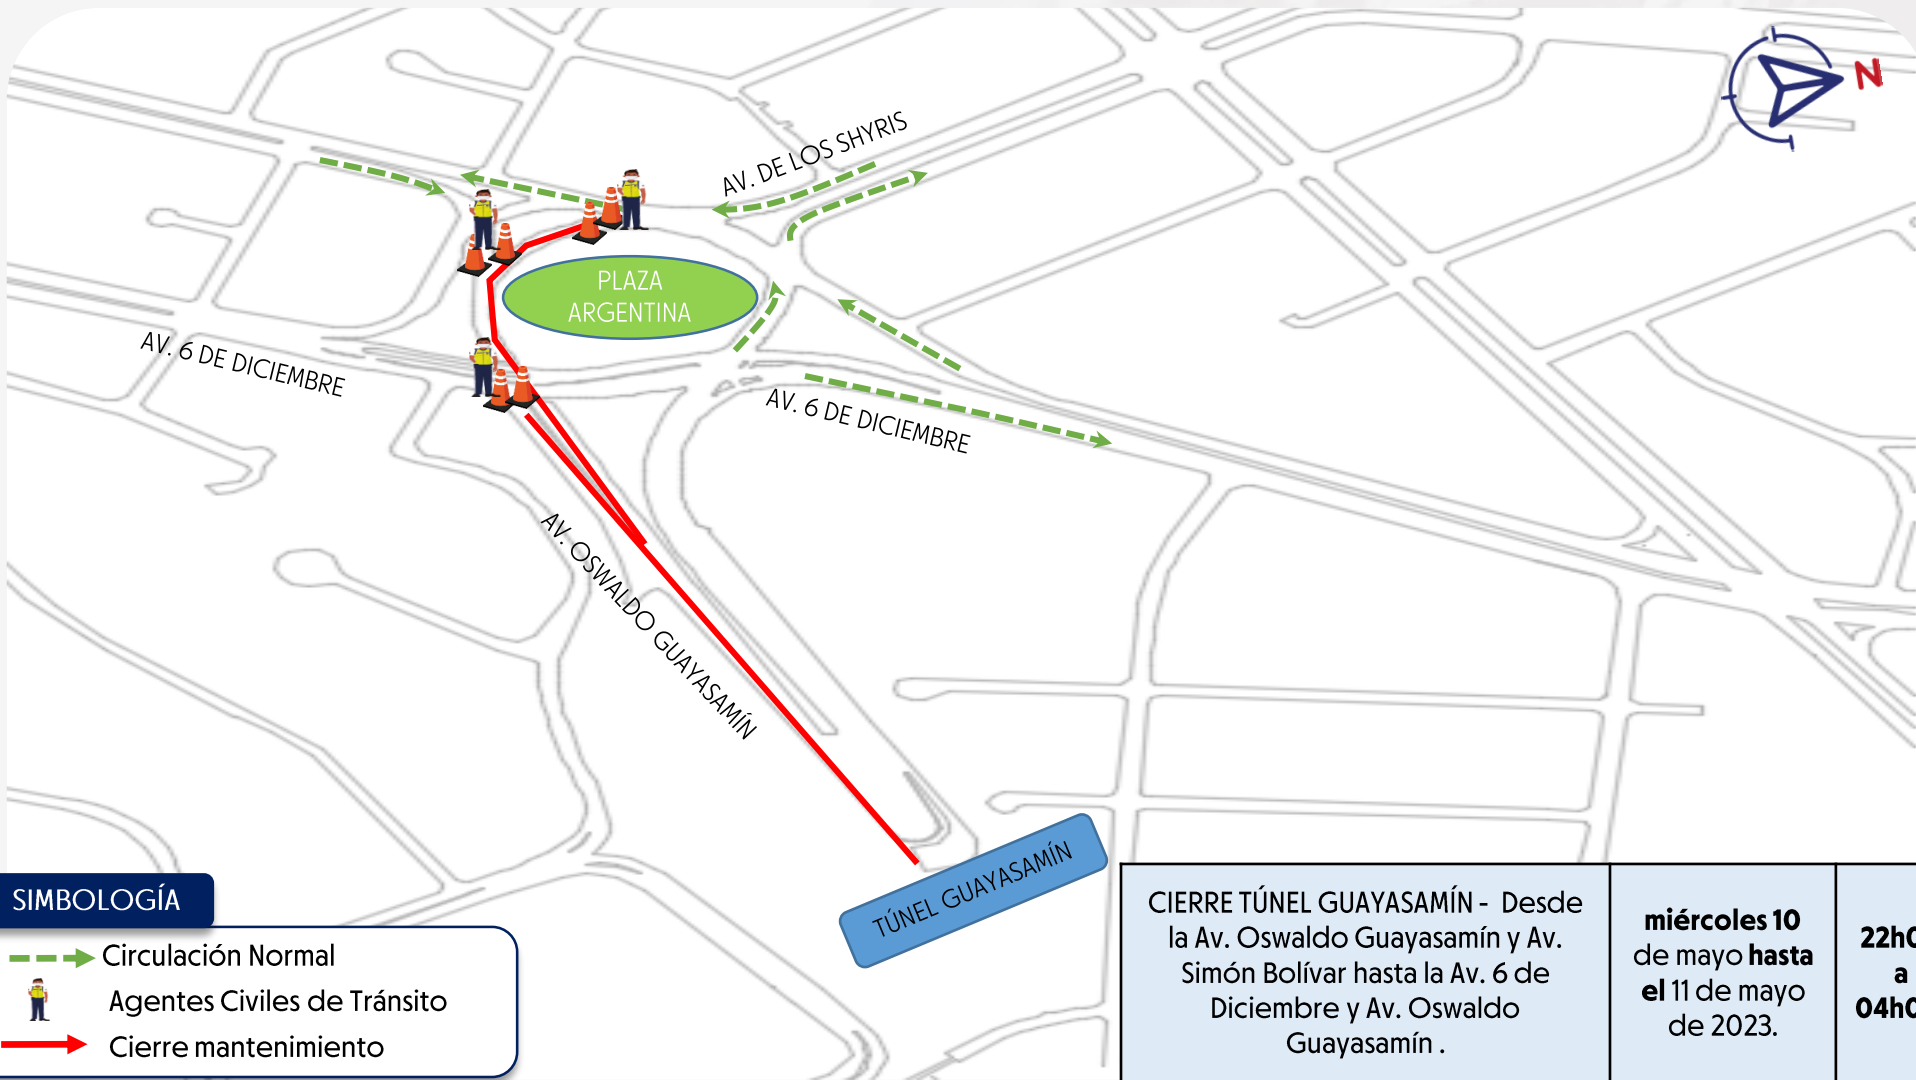 N
AV. DE LOS SHYRIS
PLAZA
ARGENTINA
AV. 6 DE DICIEMBRE
AV. 6 DE DICIEMBRE
AV. OSWALDO GUAYASAMÍN
TÚNEL GUAYASAMÍN
SIMBOLOGÍA
Circulación Normal
Agentes Civiles de Tránsito
Cierre mantenimiento
CIERRE TÚNEL GUAYASAMÍN - Desde
la Av. Oswaldo Guayasamín y Av.
Simón Bolívar hasta la Av. 6 de
Diciembre y Av. Oswaldo
Guayasamín .
miércoles 10
de mayo hasta
el 11 de mayo
de 2023.
a